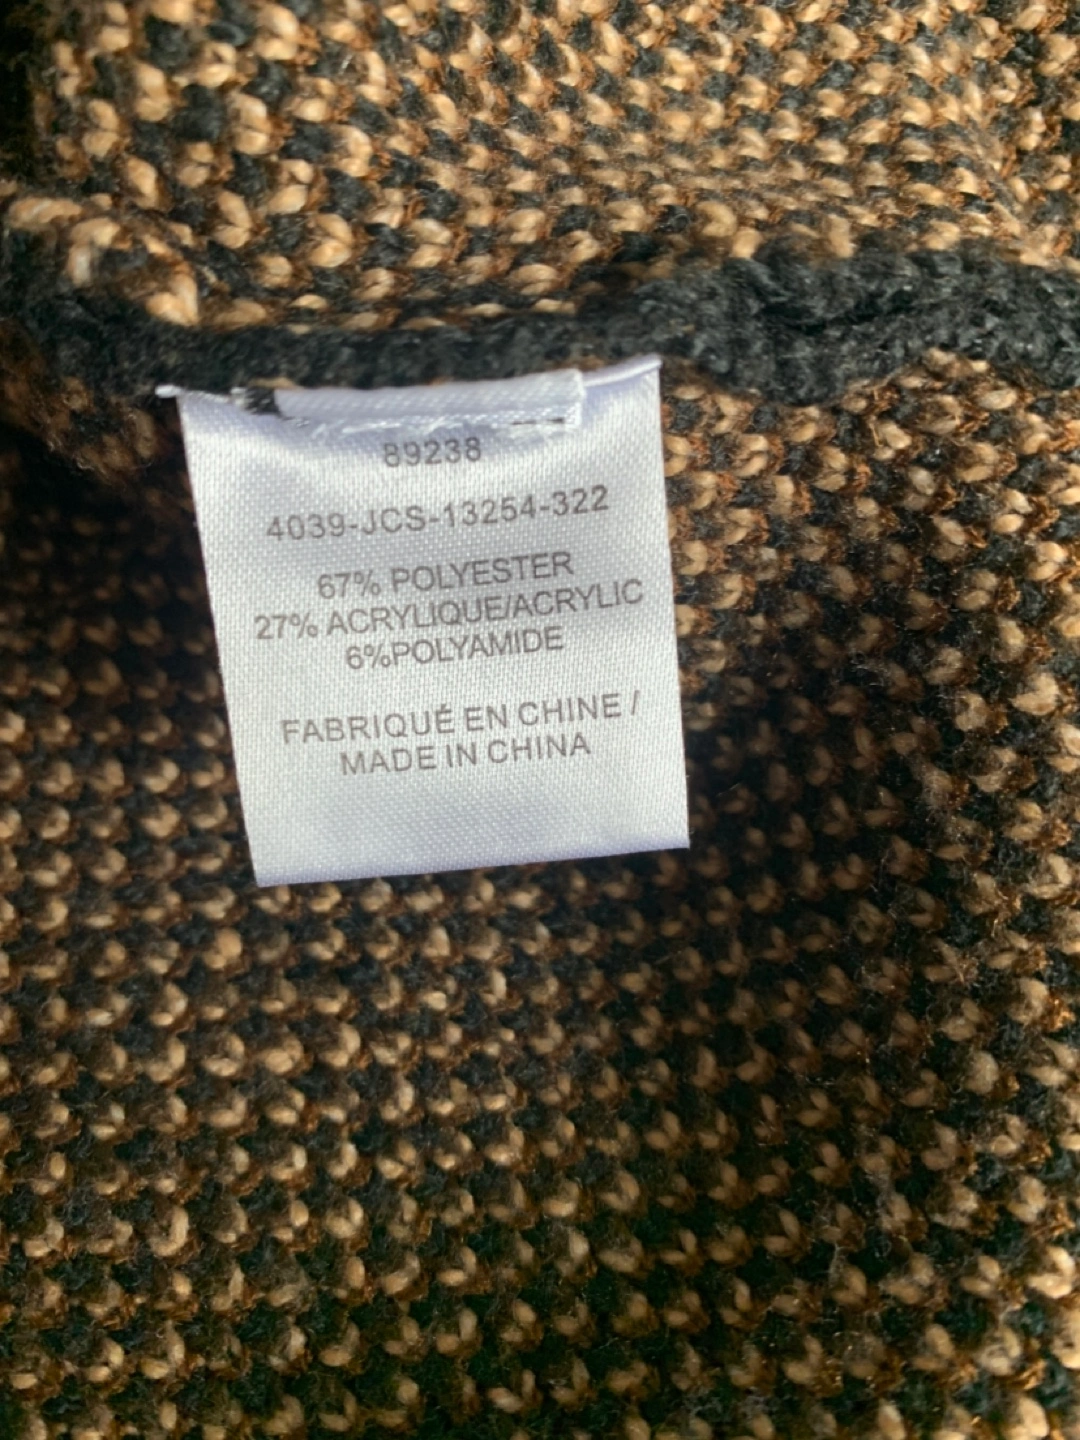 89238
4039-JCS-13254-322
67% POLYESTER
27% ACRYLIQUE/ACRYLIC
6%POLYAMIDE
FABRIQUÉ EN CHINE /
MADE IN CHINA